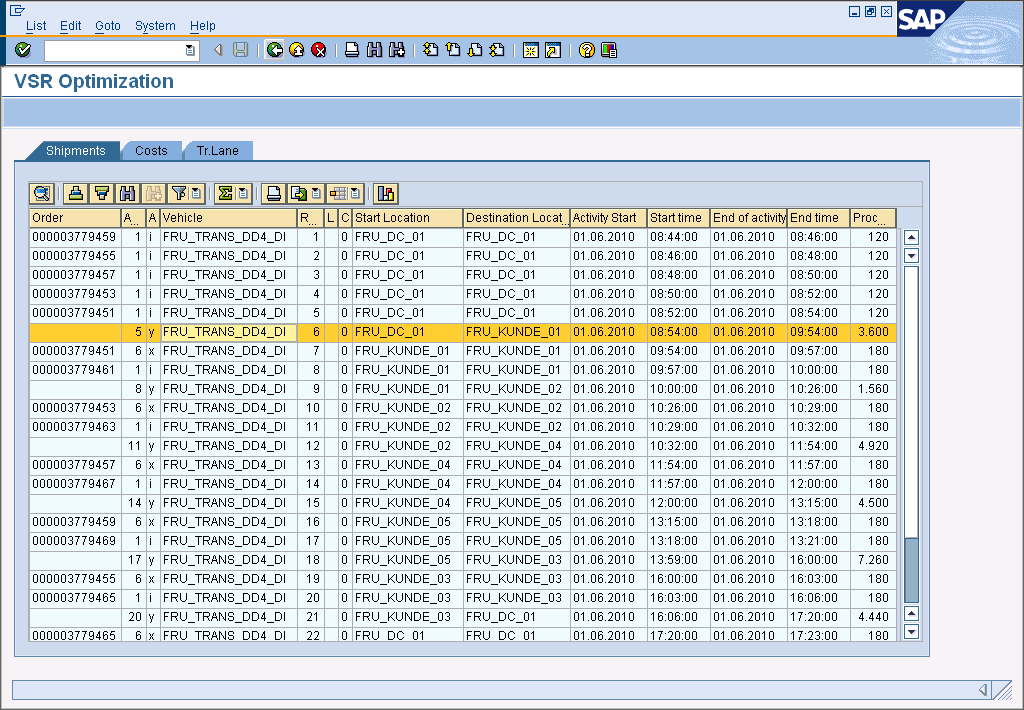 List Edit Goto System Help
SAP
VSR Optimization
Shipments Costs Tr.Lane
Order A... A Vehicle R... L C Start Location Destination Locat... Activity Start Start time End of activity End time Proc...
000003779459 1 i FRU_TRANS_DD4_DI 1 0 FRU_DC_01 FRU_DC_01 01.06.2010 08:44:00 01.06.2010 08:46:00 120
000003779455 1 i FRU_TRANS_DD4_DI 2 0 FRU_DC_01 FRU_DC_01 01.06.2010 08:46:00 01.06.2010 08:48:00 120
000003779457 1 i FRU_TRANS_DD4_DI 3 0 FRU_DC_01 FRU_DC_01 01.06.2010 08:48:00 01.06.2010 08:50:00 120
000003779453 1 i FRU_TRANS_DD4_DI 4 0 FRU_DC_01 FRU_DC_01 01.06.2010 08:50:00 01.06.2010 08:52:00 120
000003779451 1 i FRU_TRANS_DD4_DI 5 0 FRU_DC_01 FRU_DC_01 01.06.2010 08:52:00 01.06.2010 08:54:00 120
5 y FRU_TRANS_DD4_DI 6 0 FRU_DC_01 FRU_KUNDE_01 01.06.2010 08:54:00 01.06.2010 09:54:00 3.600
000003779451 6 x FRU_TRANS_DD4_DI 7 0 FRU_KUNDE_01 FRU_KUNDE_01 01.06.2010 09:54:00 01.06.2010 09:57:00 180
000003779461 1 i FRU_TRANS_DD4_DI 8 0 FRU_KUNDE_01 FRU_KUNDE_01 01.06.2010 09:57:00 01.06.2010 10:00:00 180
8 y FRU_TRANS_DD4_DI 9 0 FRU_KUNDE_01 FRU_KUNDE_02 01.06.2010 10:00:00 01.06.2010 10:26:00 1.560
000003779453 6 x FRU_TRANS_DD4_DI 10 0 FRU_KUNDE_02 FRU_KUNDE_02 01.06.2010 10:26:00 01.06.2010 10:29:00 180
000003779463 1 i FRU_TRANS_DD4_DI 11 0 FRU_KUNDE_02 FRU_KUNDE_02 01.06.2010 10:29:00 01.06.2010 10:32:00 180
11 y FRU_TRANS_DD4_DI 12 0 FRU_KUNDE_02 FRU_KUNDE_04 01.06.2010 10:32:00 01.06.2010 11:54:00 4.920
000003779457 6 x FRU_TRANS_DD4_DI 13 0 FRU_KUNDE_04 FRU_KUNDE_04 01.06.2010 11:54:00 01.06.2010 11:57:00 180
000003779467 1 i FRU_TRANS_DD4_DI 14 0 FRU_KUNDE_04 FRU_KUNDE_04 01.06.2010 11:57:00 01.06.2010 12:00:00 180
14 y FRU_TRANS_DD4_DI 15 0 FRU_KUNDE_04 FRU_KUNDE_05 01.06.2010 12:00:00 01.06.2010 13:15:00 4.500
000003779459 6 x FRU_TRANS_DD4_DI 16 0 FRU_KUNDE_05 FRU_KUNDE_05 01.06.2010 13:15:00 01.06.2010 13:18:00 180
000003779469 1 i FRU_TRANS_DD4_DI 17 0 FRU_KUNDE_05 FRU_KUNDE_05 01.06.2010 13:18:00 01.06.2010 13:21:00 180
17 y FRU_TRANS_DD4_DI 18 0 FRU_KUNDE_05 FRU_KUNDE_03 01.06.2010 13:59:00 01.06.2010 16:00:00 7.260
000003779455 6 x FRU_TRANS_DD4_DI 19 0 FRU_KUNDE_03 FRU_KUNDE_03 01.06.2010 16:00:00 01.06.2010 16:03:00 180
000003779465 1 i FRU_TRANS_DD4_DI 20 0 FRU_KUNDE_03 FRU_KUNDE_03 01.06.2010 16:03:00 01.06.2010 16:06:00 180
20 y FRU_TRANS_DD4_DI 21 0 FRU_KUNDE_03 FRU_DC_01 01.06.2010 16:06:00 01.06.2010 17:20:00 4.440
000003779465 6 x FRU_TRANS_DD4_DI 22 0 FRU_DC_01 FRU_DC_01 01.06.2010 17:20:00 01.06.2010 17:23:00 180